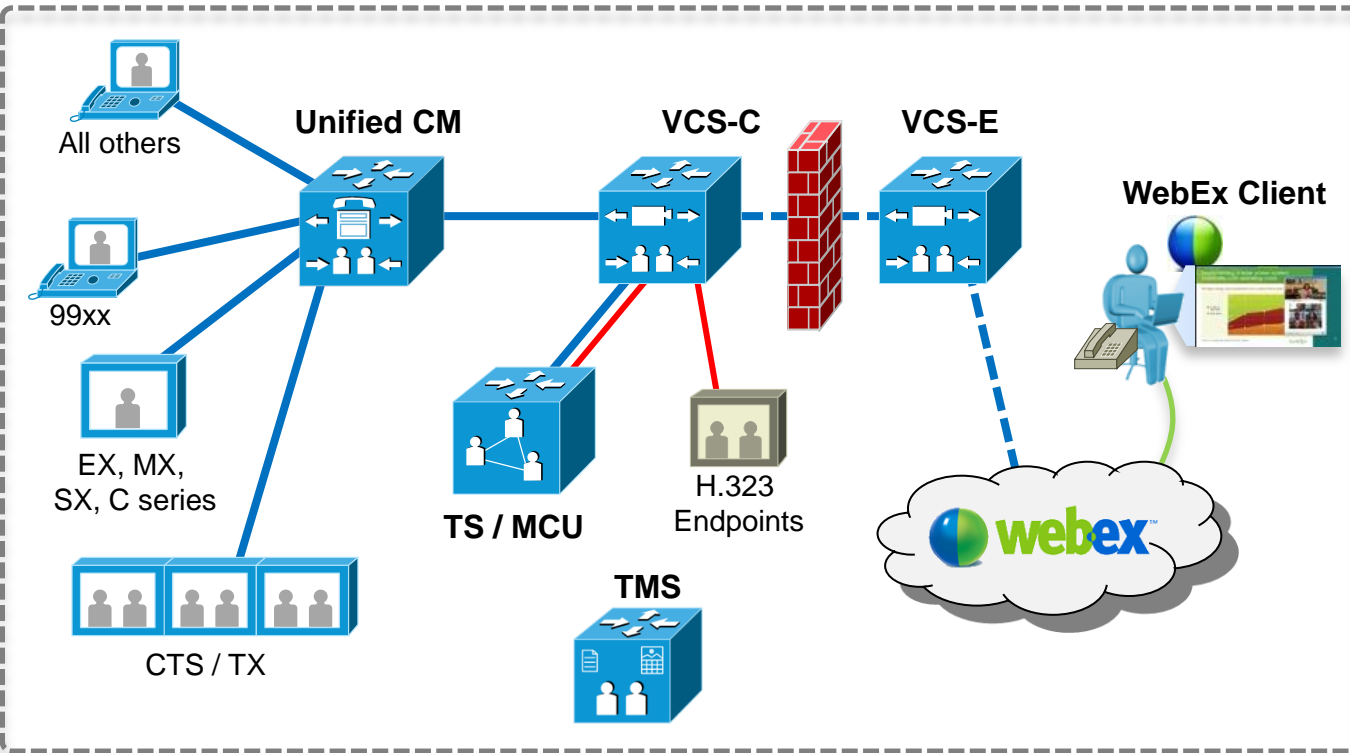 All others
Unified CM
VCS-C
VCS-E
WebEx Client
99xx
EX, MX,
SX, C series
TS / MCU
H.323
Endpoints
webex™
TMS
CTS / TX